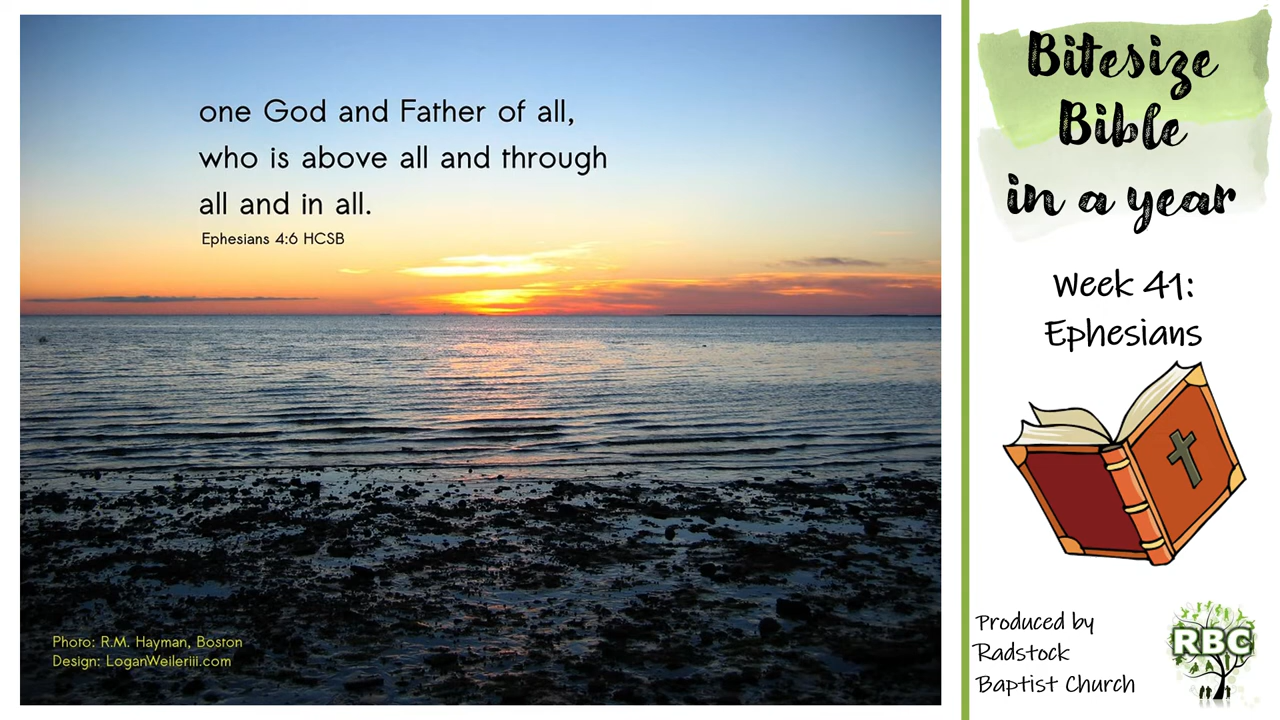 one God and Father of all,
who is above all and through
all and in all.
Ephesians 4:6 HCSB
Photo: R.M. Hayman, Boston
Design: LoganWeileriii.com
Bitesize
Bible
in a year
Week 41:
Ephesians
Produced by
Radstock
Baptist Church
RBC